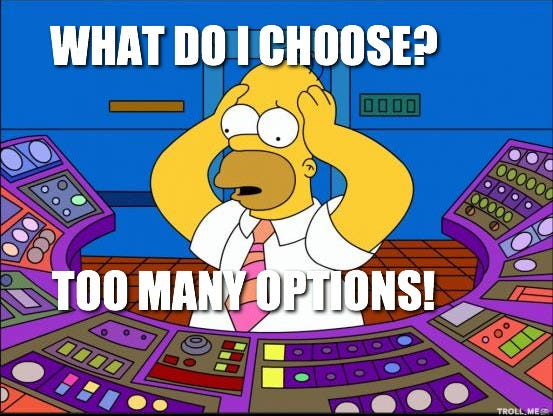 WHAT DO I CHOOSE?
TOO MANY OPTIONS!
TROLL.ME